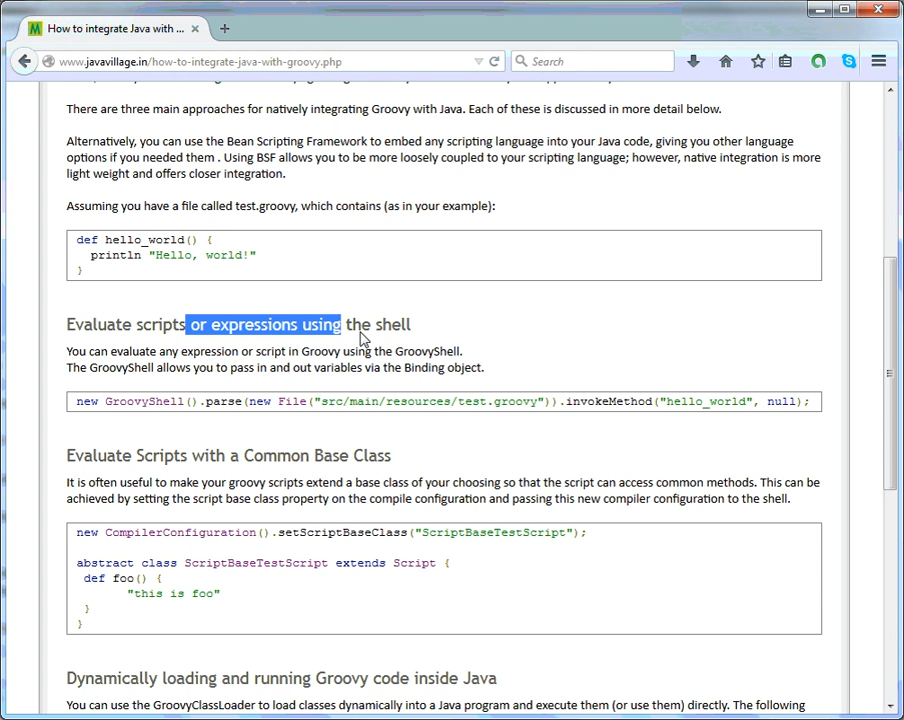 How to integrate Java with ...
www.javavillage.in/how-to-integrate-java-with-groovy.php
Search
There are three main approaches for natively integrating Groovy with Java. Each of these is discussed in more detail below.
Alternatively, you can use the Bean Scripting Framework to embed any scripting language into your Java code, giving you other language
options if you needed them . Using BSF allows you to be more loosely coupled to your scripting language; however, native integration is more
light weight and offers closer integration.
Assuming you have a file called test.groovy, which contains (as in your example):
def hello_world() {
println "Hello, world!"
}
Evaluate scripts or expressions using the shell
You can evaluate any expression or script in Groovy using the GroovyShell.
The GroovyShell allows you to pass in and out variables via the Binding object.
new GroovyShell().parse(new File("src/main/resources/test.groovy")).invokeMethod("hello_world", null);
Evaluate Scripts with a Common Base Class
It is often useful to make your groovy scripts extend a base class of your choosing so that the script can access common methods. This can be
achieved by setting the script base class property on the compile configuration and passing this new compiler configuration to the shell.
new CompilerConfiguration().setScriptBaseClass("ScriptBaseTestScript");
abstract class ScriptBaseTestScript extends Script {
def foo() {
"this is foo"
}
}
Dynamically loading and running Groovy code inside Java
You can use the GroovyClassLoader to load classes dynamically into a Java program and execute them (or use them) directly. The following